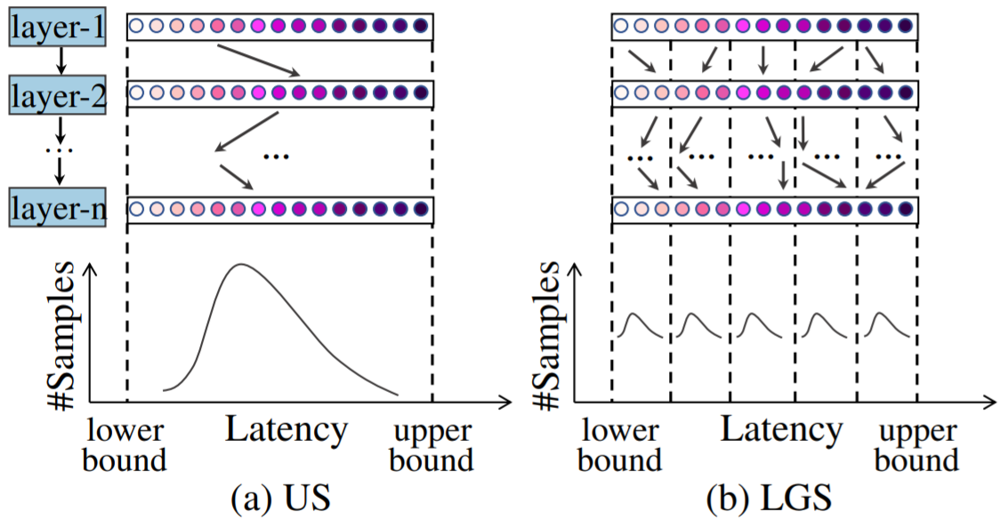 layer-1
layer-2
...
layer-n
...
#Samples
lower bound
Latency
upper bound
(a) US
... ... ... ... ...
#Samples
lower bound
Latency
upper bound
(b) LGS